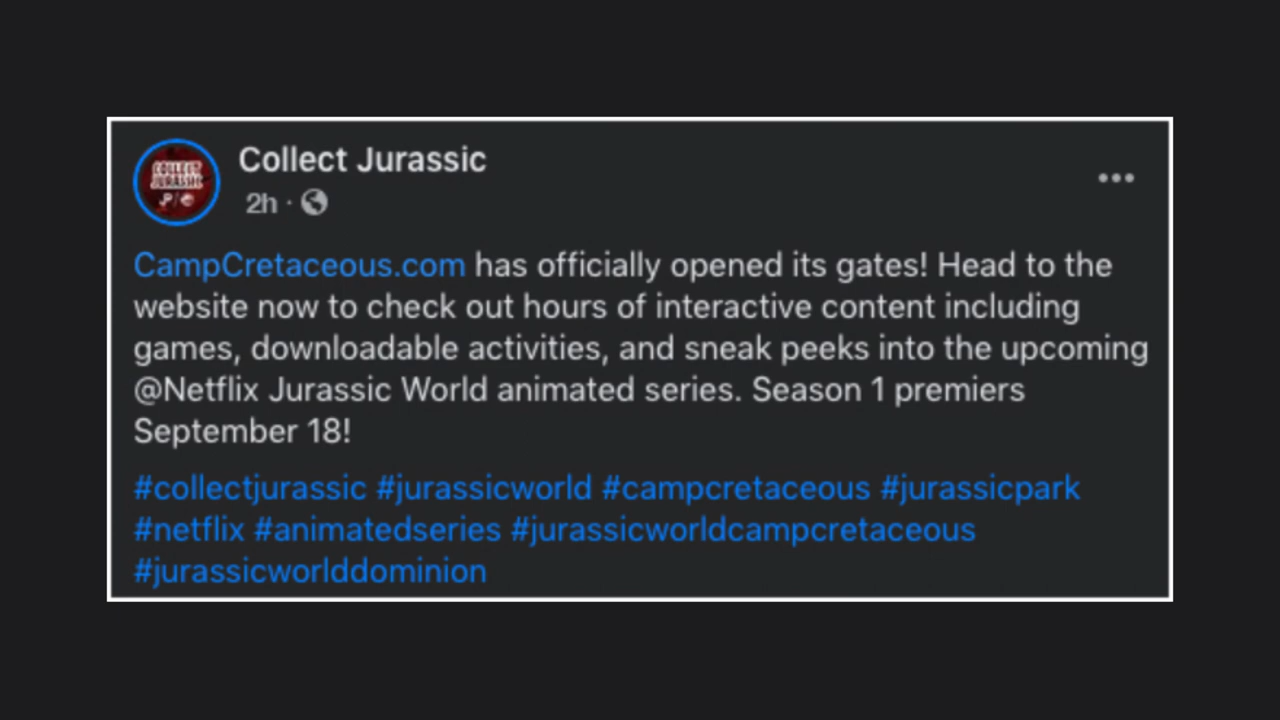 COLLECT
JURASSIC
Collect Jurassic
2h ·
CampCretaceous.com has officially opened its gates! Head to the
website now to check out hours of interactive content including
games, downloadable activities, and sneak peeks into the upcoming
@Netflix Jurassic World animated series. Season 1 premiers
September 18!
#collectjurassic #jurassicworld #campcretaceous #jurassicpark
#netflix #animatedseries #jurassicworldcampcretaceous
#jurassicworlddominion